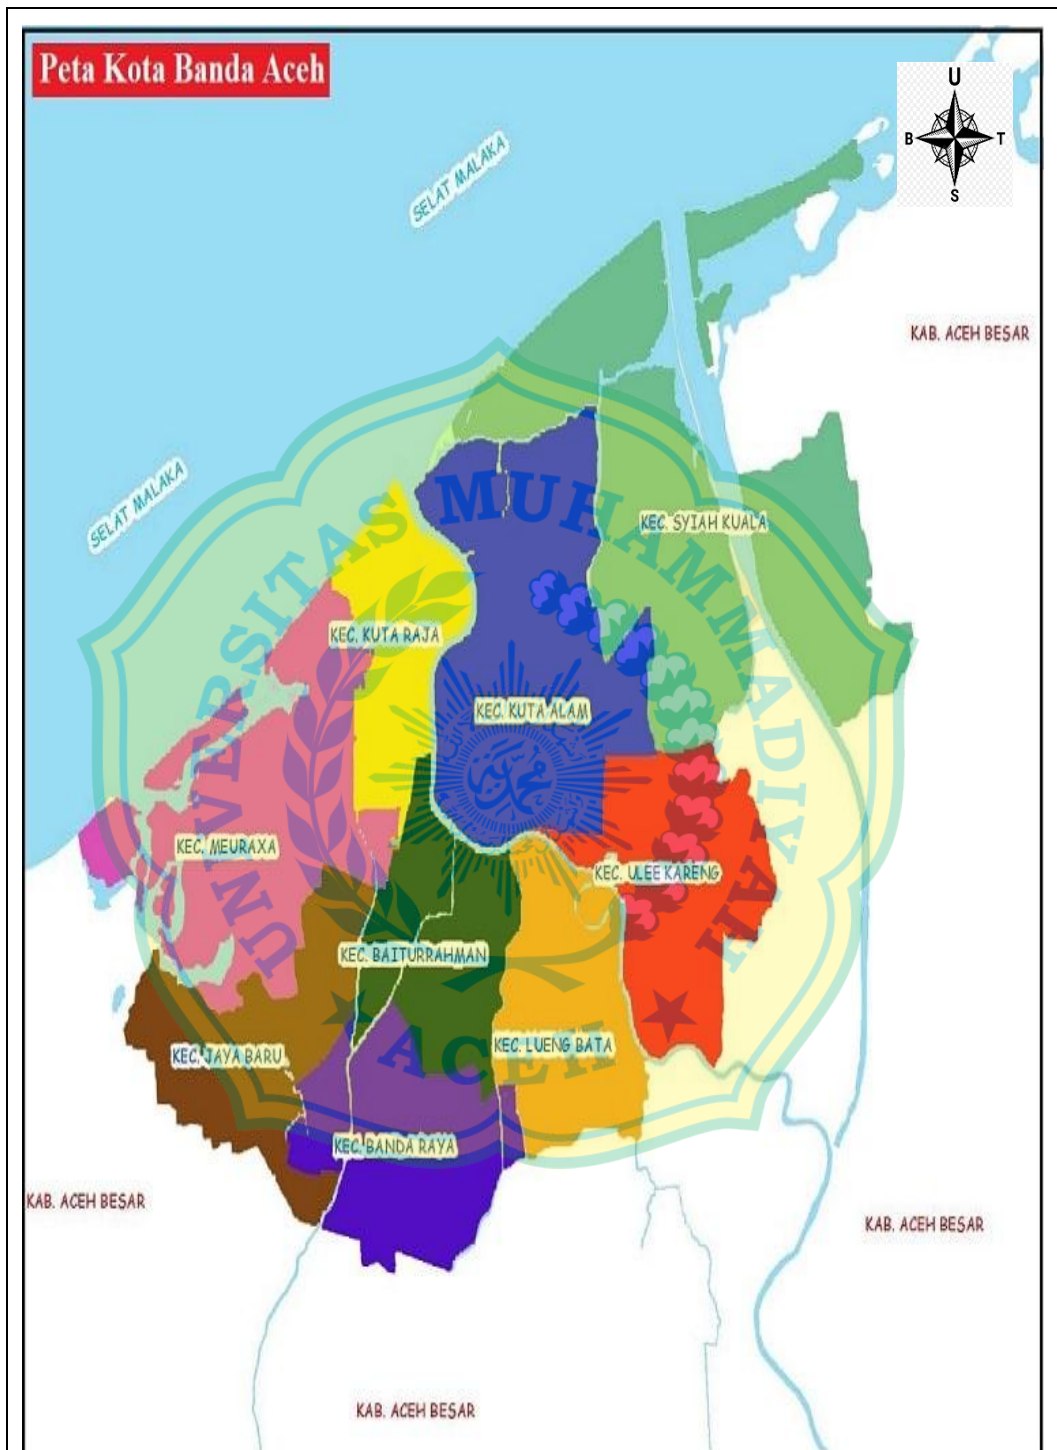 Peta Kota Banda Aceh
U
B
T
S
SELAT MALAKA
KAB. ACEH BESAR
SELAT MALAKA
UNIVERSITAS MUHAMMADIYAH
KEC. SYIAH KUALA
KEC. KUTA RAJA
KEC. KUTA ALAM
KEC. MEURAXA
KEC. ULEE KARENG
KEC. BAITURRAHMAN
KEC. LUENG BATA
KEC. JAYA BARU
ACEH
KEC. BANDA RAYA
KAB. ACEH BESAR
KAB. ACEH BESAR
KAB. ACEH BESAR